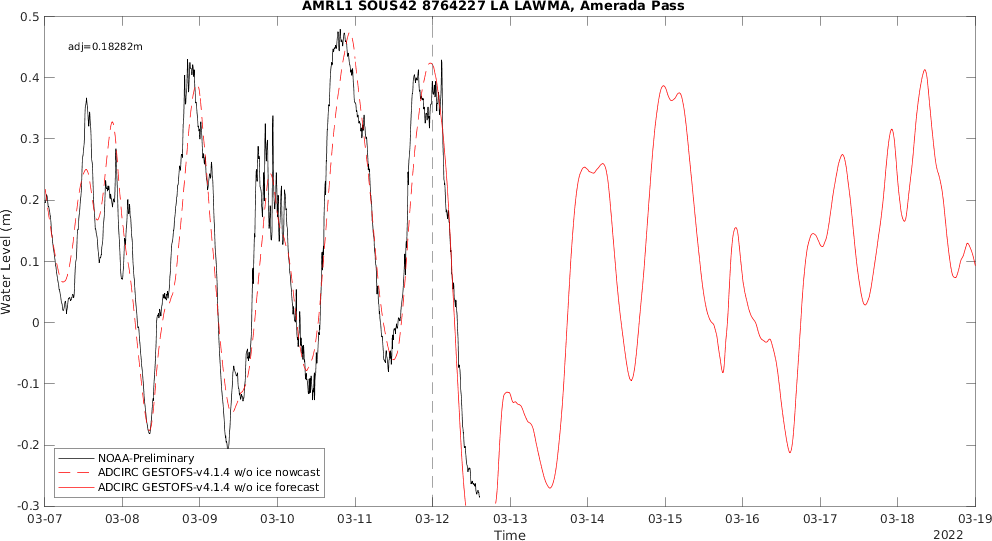 AMRL1 SOUS42 8764227 LA LAWMA, Amerada Pass
adj=0.18282m
Water Level (m)
0.5
0.4
0.3
0.2
0.1
0
-0.1
-0.2
-0.3
NOAA-Preliminary
ADCIRC GESTOFS-v4.1.4 w/o ice nowcast
ADCIRC GESTOFS-v4.1.4 w/o ice forecast
03-07 03-08 03-09 03-10 03-11 03-12 03-13 03-14 03-15 03-16 03-17 03-18 03-19
Time
2022